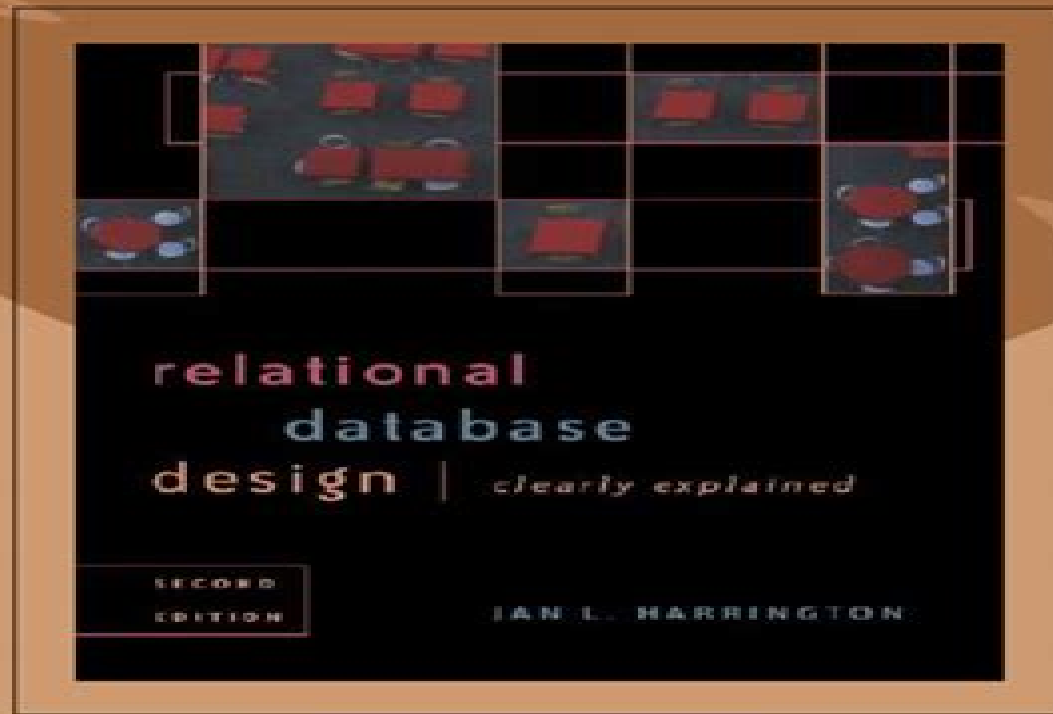 relational
database
design | clearly explained
SECOND
EDITION
JAN L. HARRINGTON